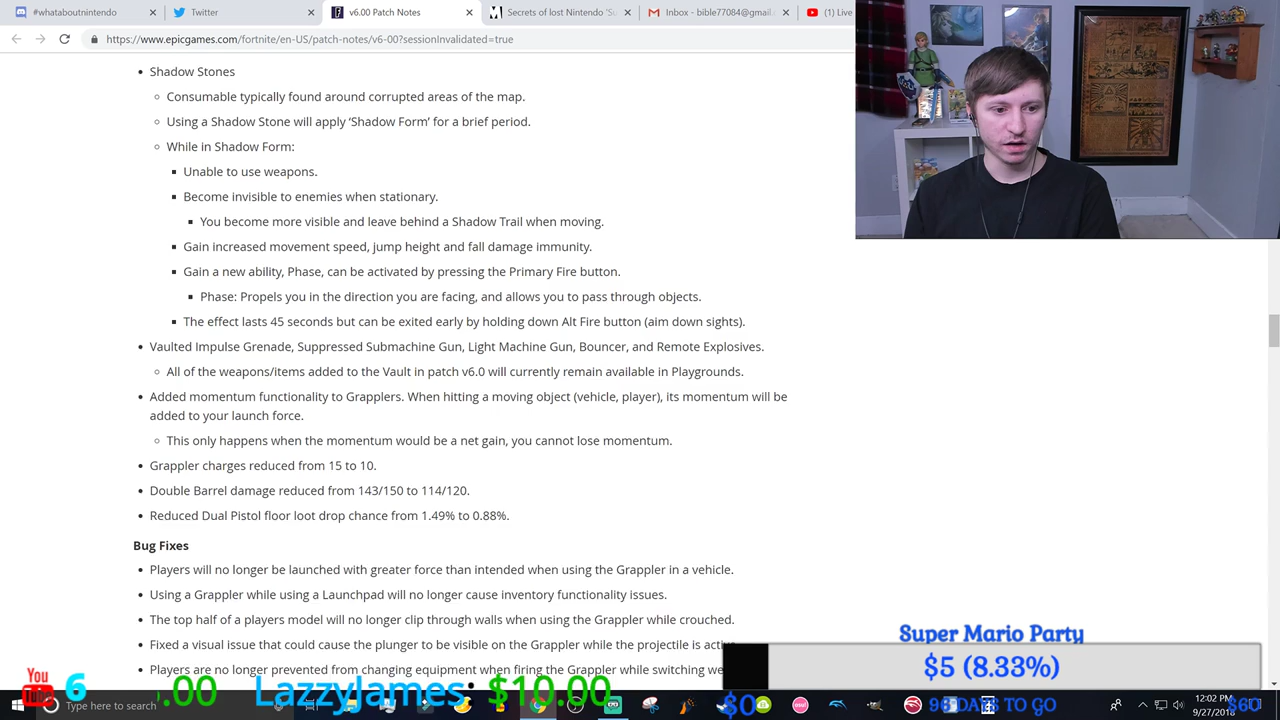 #whataboutnintendo
Twitter
v6.00 Patch Notes
Secrets of lost Nintendo 'Su
Inbox - bible77084@gmail
(1) Live
https://www.epicgames.com/fortnite/en-US/patch-notes/v6-00?sessionInvalidated=true
Shadow Stones
Consumable typically found around corrupted areas of the map.
Using a Shadow Stone will apply ‘Shadow Form’ for a brief period.
While in Shadow Form:
Unable to use weapons.
Become invisible to enemies when stationary.
You become more visible and leave behind a Shadow Trail when moving.
Gain increased movement speed, jump height and fall damage immunity.
Gain a new ability, Phase, can be activated by pressing the Primary Fire button.
Phase: Propels you in the direction you are facing, and allows you to pass through objects.
The effect lasts 45 seconds but can be exited early by holding down Alt Fire button (aim down sights).
Vaulted Impulse Grenade, Suppressed Submachine Gun, Light Machine Gun, Bouncer, and Remote Explosives.
All of the weapons/items added to the Vault in patch v6.0 will currently remain available in Playgrounds.
Added momentum functionality to Grapplers. When hitting a moving object (vehicle, player), its momentum will be
added to your launch force.
This only happens when the momentum would be a net gain, you cannot lose momentum.
Grappler charges reduced from 15 to 10.
Double Barrel damage reduced from 143/150 to 114/120.
Reduced Dual Pistol floor loot drop chance from 1.49% to 0.88%.
Bug Fixes
Players will no longer be launched with greater force than intended when using the Grappler in a vehicle.
Using a Grappler while using a Launchpad will no longer cause inventory functionality issues.
The top half of a players model will no longer clip through walls when using the Grappler while crouched.
Fixed a visual issue that could cause the plunger to be visible on the Grappler while the projectile is activ
Players are no longer prevented from changing equipment when firing the Grappler while switching we
Super Mario Party
$5 (8.33%)
$0
96 DAYS TO GO
$60
You Tube
6
.00
LazzyJames: $10.00
Type here to search
12:02 PM
9/27/2018